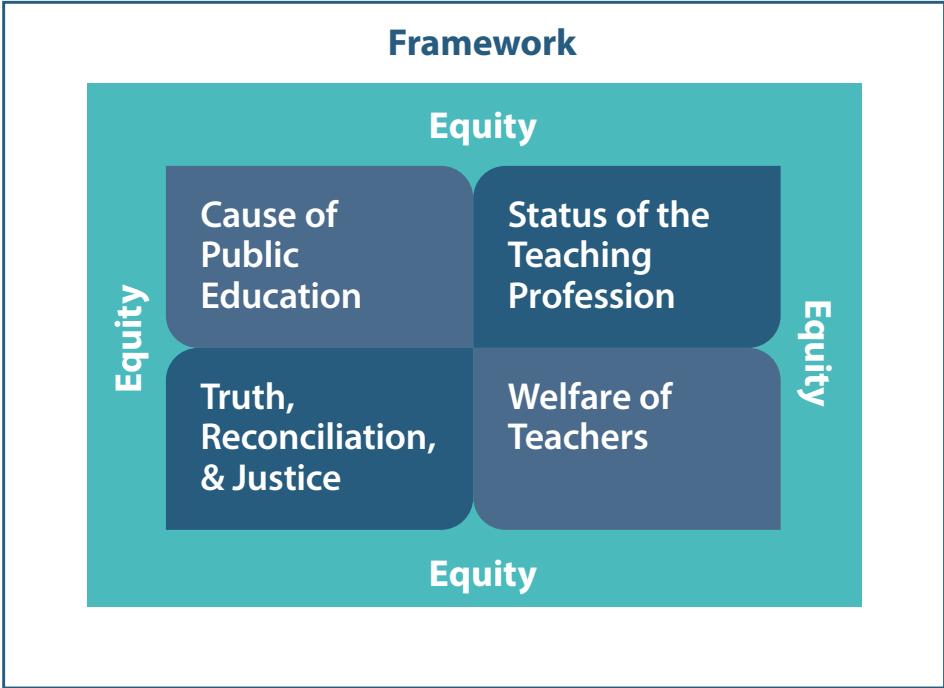 Framework
Equity
Cause of
Public
Education
Status of the
Teaching
Profession
Equity
Equity
Truth,
Reconciliation,
& Justice
Welfare of
Teachers
Equity